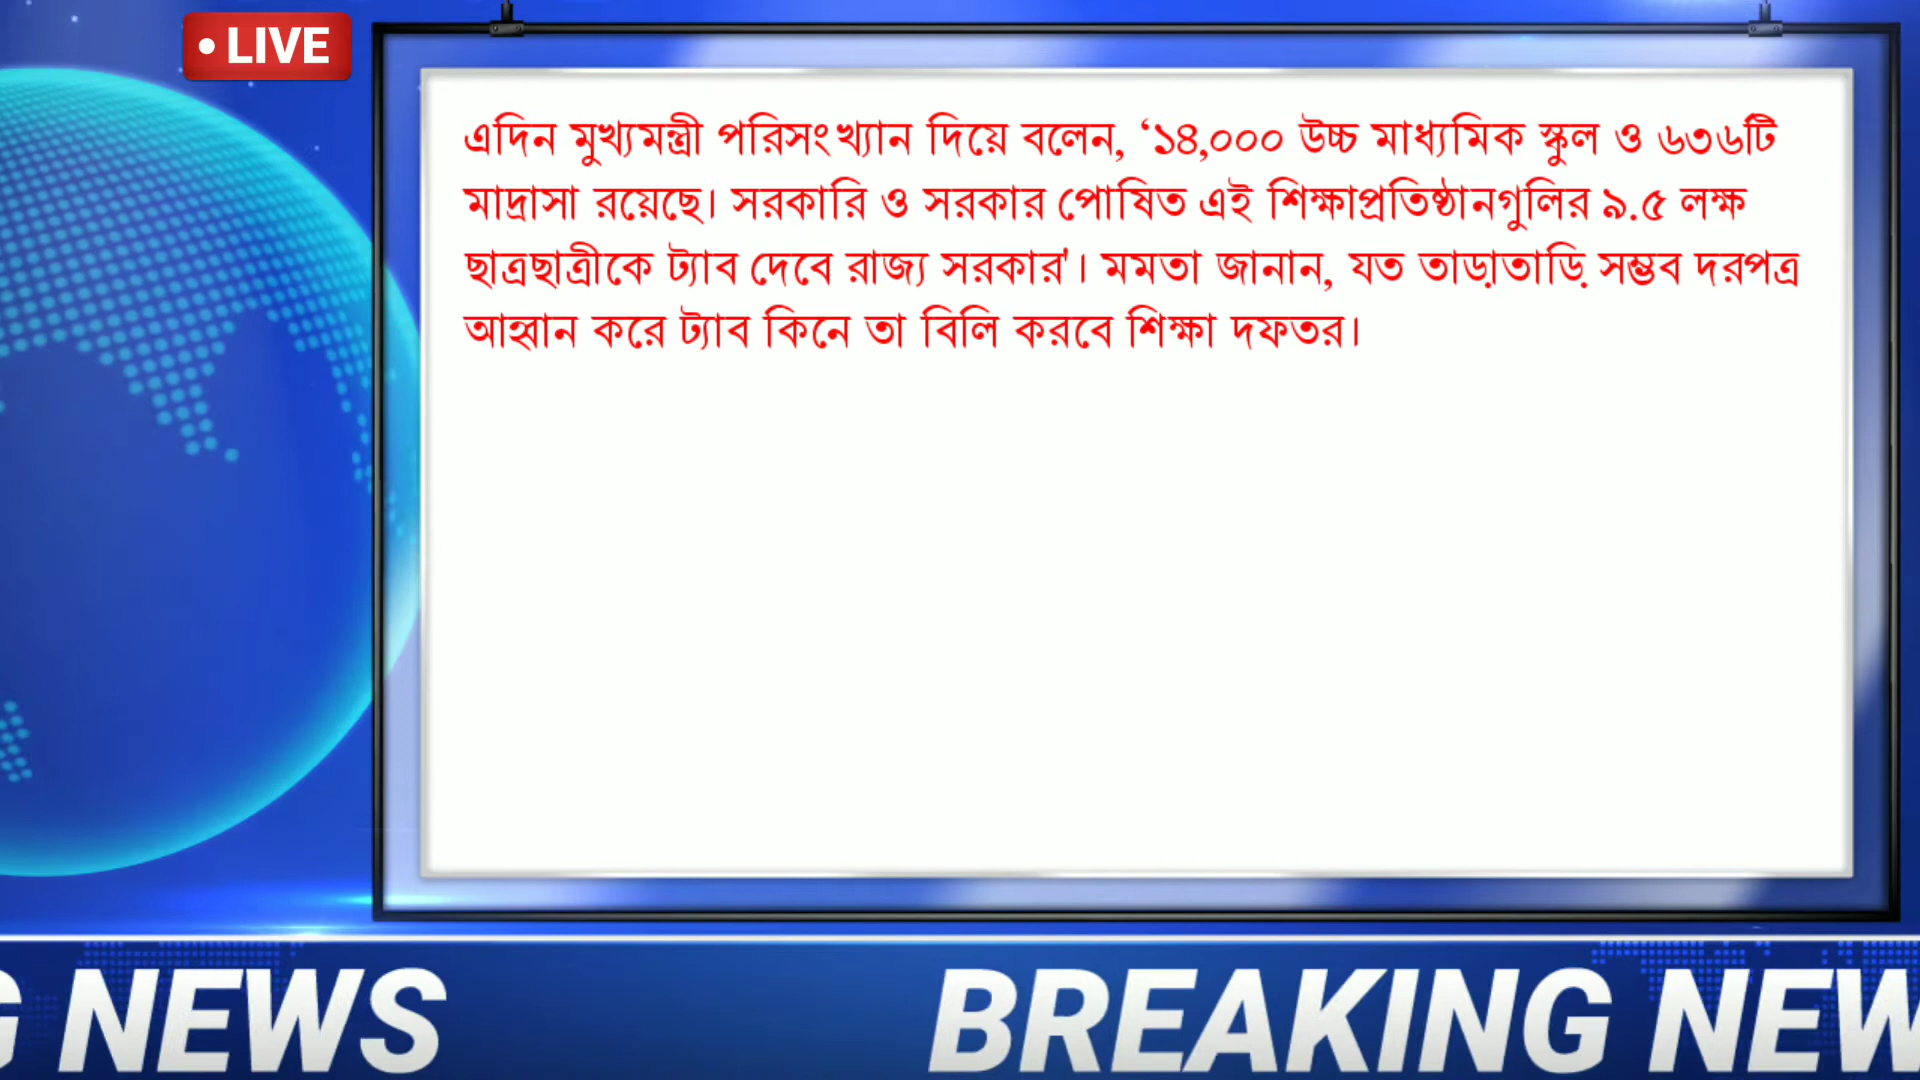 • LIVE
এদিন মুখ্যমন্ত্রী পরিসংখ্যান দিয়ে বলেন, ‘১৪,০০০ উচ্চ মাধ্যমিক স্কুল ও ৬৩৬টি
মাদ্রাসা রয়েছে। সরকারি ও সরকার পোষিত এই শিক্ষাপ্রতিষ্ঠানগুলির ৯.৫ লক্ষ
ছাত্রছাত্রীকে ট্যাব দেবে রাজ্য সরকার'। মমতা জানান, যত তাড়াতাড়ি সম্ভব দরপত্র
আহ্বান করে ট্যাব কিনে তা বিলি করবে শিক্ষা দফতর।
G NEWS BREAKING NEW